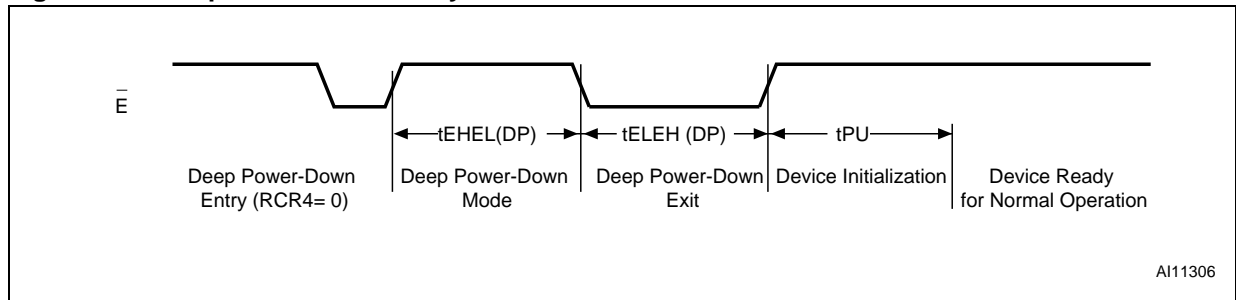 E̅
tEHEL(DP)
tELEH (DP)
tPU
Deep Power-Down
Entry (RCR4= 0)
Deep Power-Down
Mode
Deep Power-Down
Exit
Device Initialization
Device Ready
for Normal Operation
AI11306